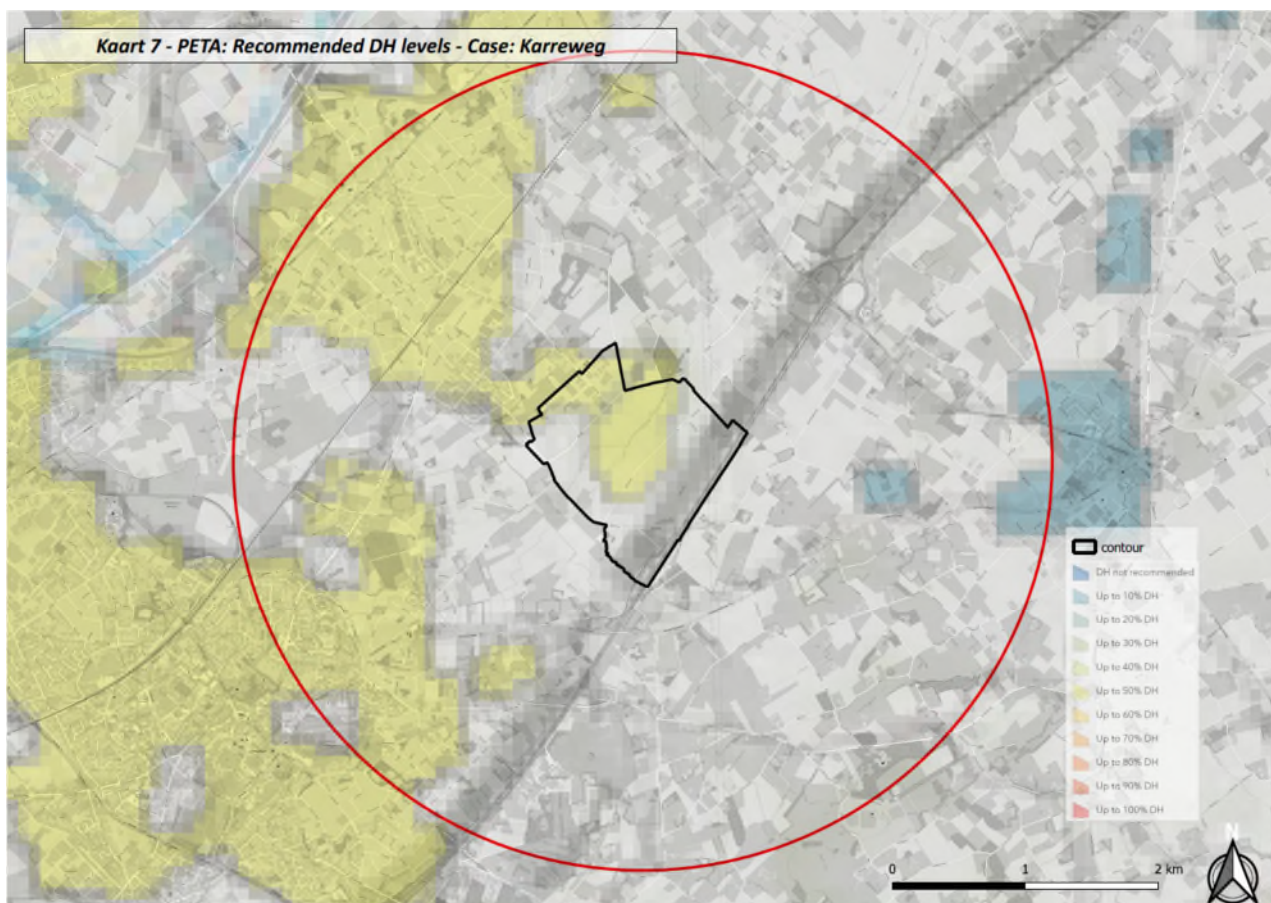 Kaart 7 - PETA: Recommended DH levels - Case: Karreweg
contour
DH not recommended
Up to 10% DH
Up to 20% DH
Up to 30% DH
Up to 40% DH
Up to 50% DH
Up to 60% DH
Up to 70% DH
Up to 80% DH
Up to 90% DH
Up to 100% DH
N
0 1 2 km